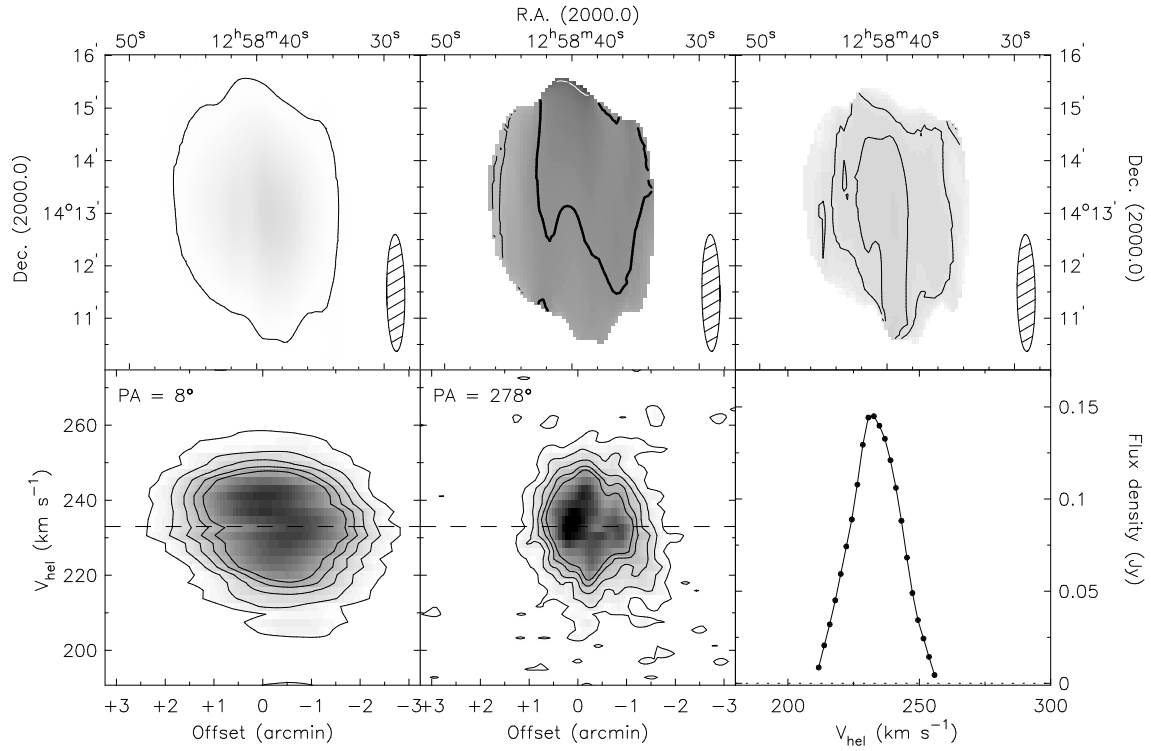 R.A. (2000.0)
50ˢ 12ʰ58ᵐ40ˢ 30ˢ 50ˢ 12ʰ58ᵐ40ˢ 30ˢ 50ˢ 12ʰ58ᵐ40ˢ 30ˢ
16' 16'
15' 15'
14' 14'
14°13' 14°13'
12' 12'
11' 11'
Dec. (2000.0)
Dec. (2000.0)
PA = 8°
PA = 278°
260
240
220
200
V_hel (km s⁻¹)
0.15
0.1
0.05
0
Flux density (Jy)
+3 +2 +1 0 −1 −2 −3 +3 +2 +1 0 −1 −2 −3 200 250 300
Offset (arcmin) Offset (arcmin) V_hel (km s⁻¹)